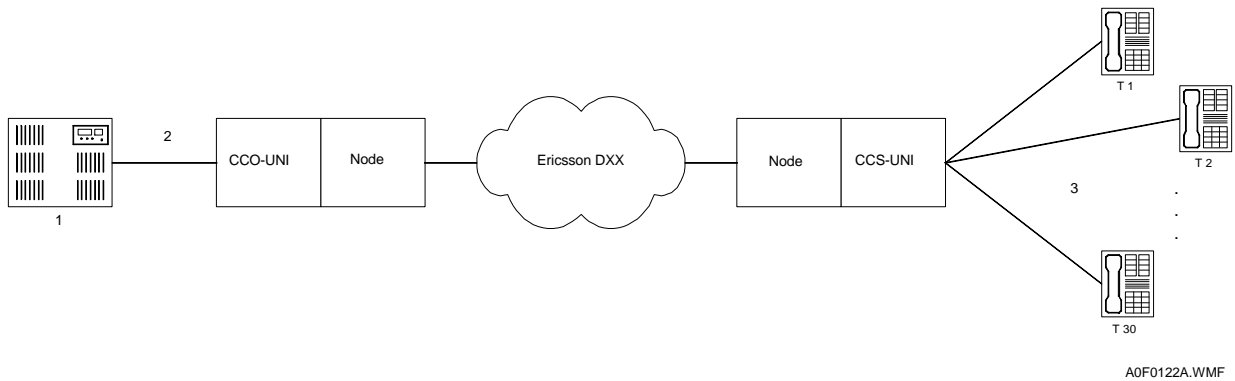 T 1
2
CCO-UNI Node Ericsson DXX Node CCS-UNI
T 2
3
1
.
.
.
T 30
A0F0122A.WMF